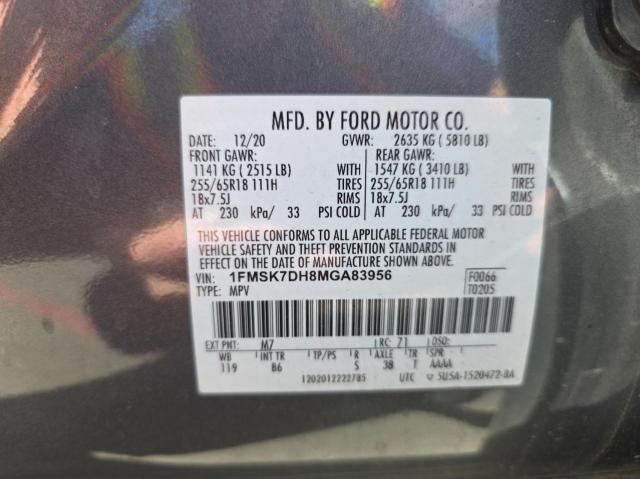 MFD. BY FORD MOTOR CO.
DATE: 12/20 GVWR: 2635 KG ( 5810 LB)
FRONT GAWR: REAR GAWR:
1141 KG ( 2515 LB) WITH 1547 KG ( 3410 LB) WITH
255/65R18 111H TIRES 255/65R18 111H TIRES
18x7.5J RIMS 18x7.5J RIMS
AT 230 kPa/ 33 PSI COLD AT 230 kPa/ 33 PSI COLD
THIS VEHICLE CONFORMS TO ALL APPLICABLE FEDERAL MOTOR
VEHICLE SAFETY AND THEFT PREVENTION STANDARDS IN
EFFECT ON THE DATE OF MANUFACTURE SHOWN ABOVE.
VIN: 1FMSK7DH8MGA83956 F0066
TYPE: MPV T0205
EXT PNT: M7 RC: 71 DSO:
WB INT TR TP/PS R AXLE TR SPR
119 B6 S 38 T AAAA
1202012222785 UTC 5U5A-1520472-BA